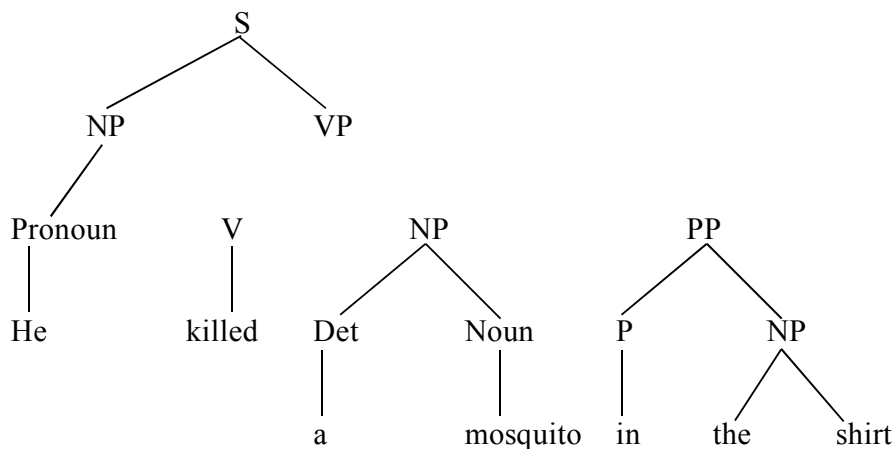 S
NP VP
Pronoun V NP PP
He killed Det Noun P NP
a mosquito in the shirt